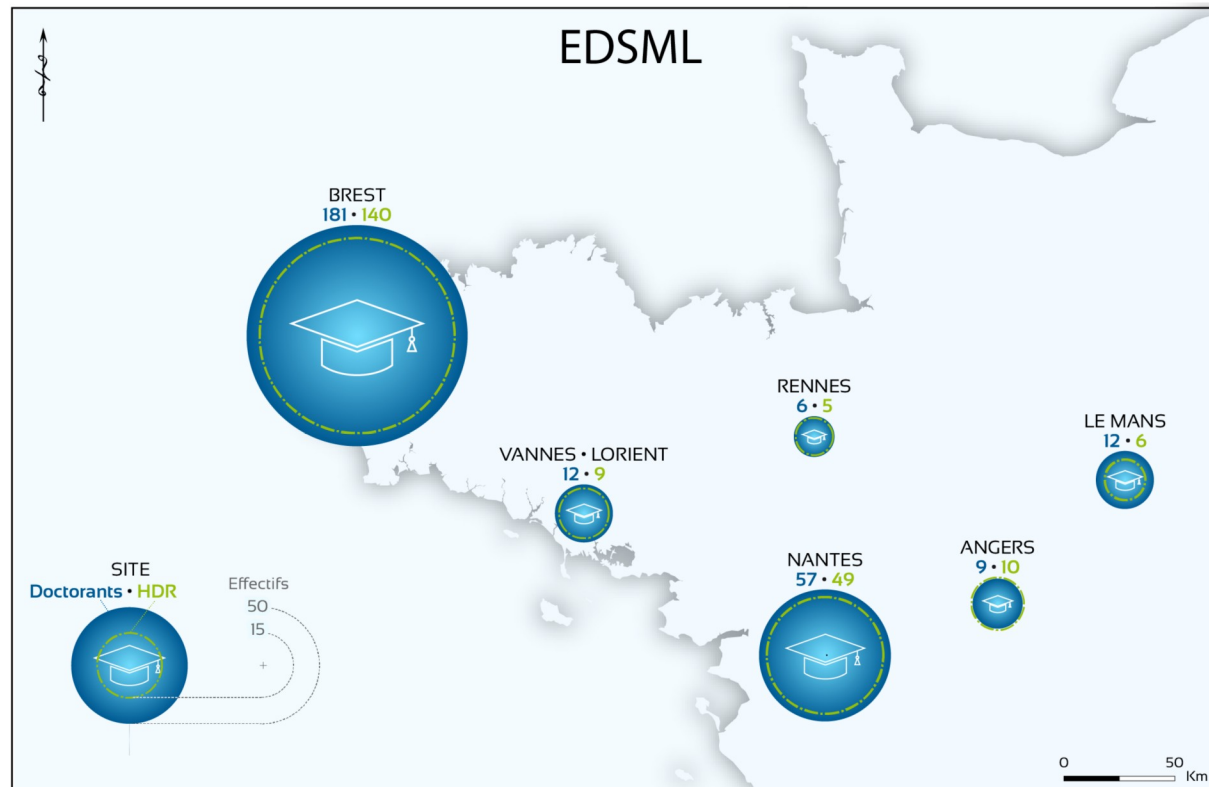 EDSML
BREST
181 • 140
RENNES
6 • 5
LE MANS
12 • 6
VANNES • LORIENT
12 • 9
NANTES
57 • 49
ANGERS
9 • 10
SITE
Doctorants • HDR
Effectifs
50
15
0 50
Km